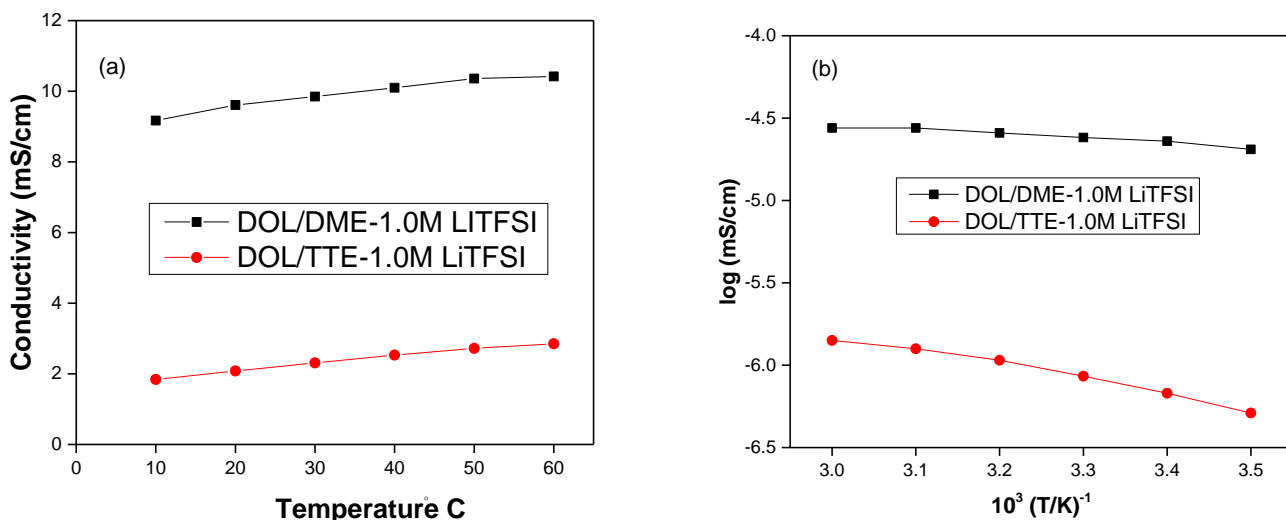 (a)
Conductivity (mS/cm)
12
10
8
6
4
2
0
DOL/DME-1.0M LITFSI
DOL/TTE-1.0M LiTFSI
0 10 20 30 40 50 60
Temperature °C
(b)
log (mS/cm)
-4.0
-4.5
-5.0
-5.5
-6.0
-6.5
DOL/DME-1.0M LiTFSI
DOL/TTE-1.0M LiTFSI
3.0 3.1 3.2 3.3 3.4 3.5
10³ (T/K)⁻¹